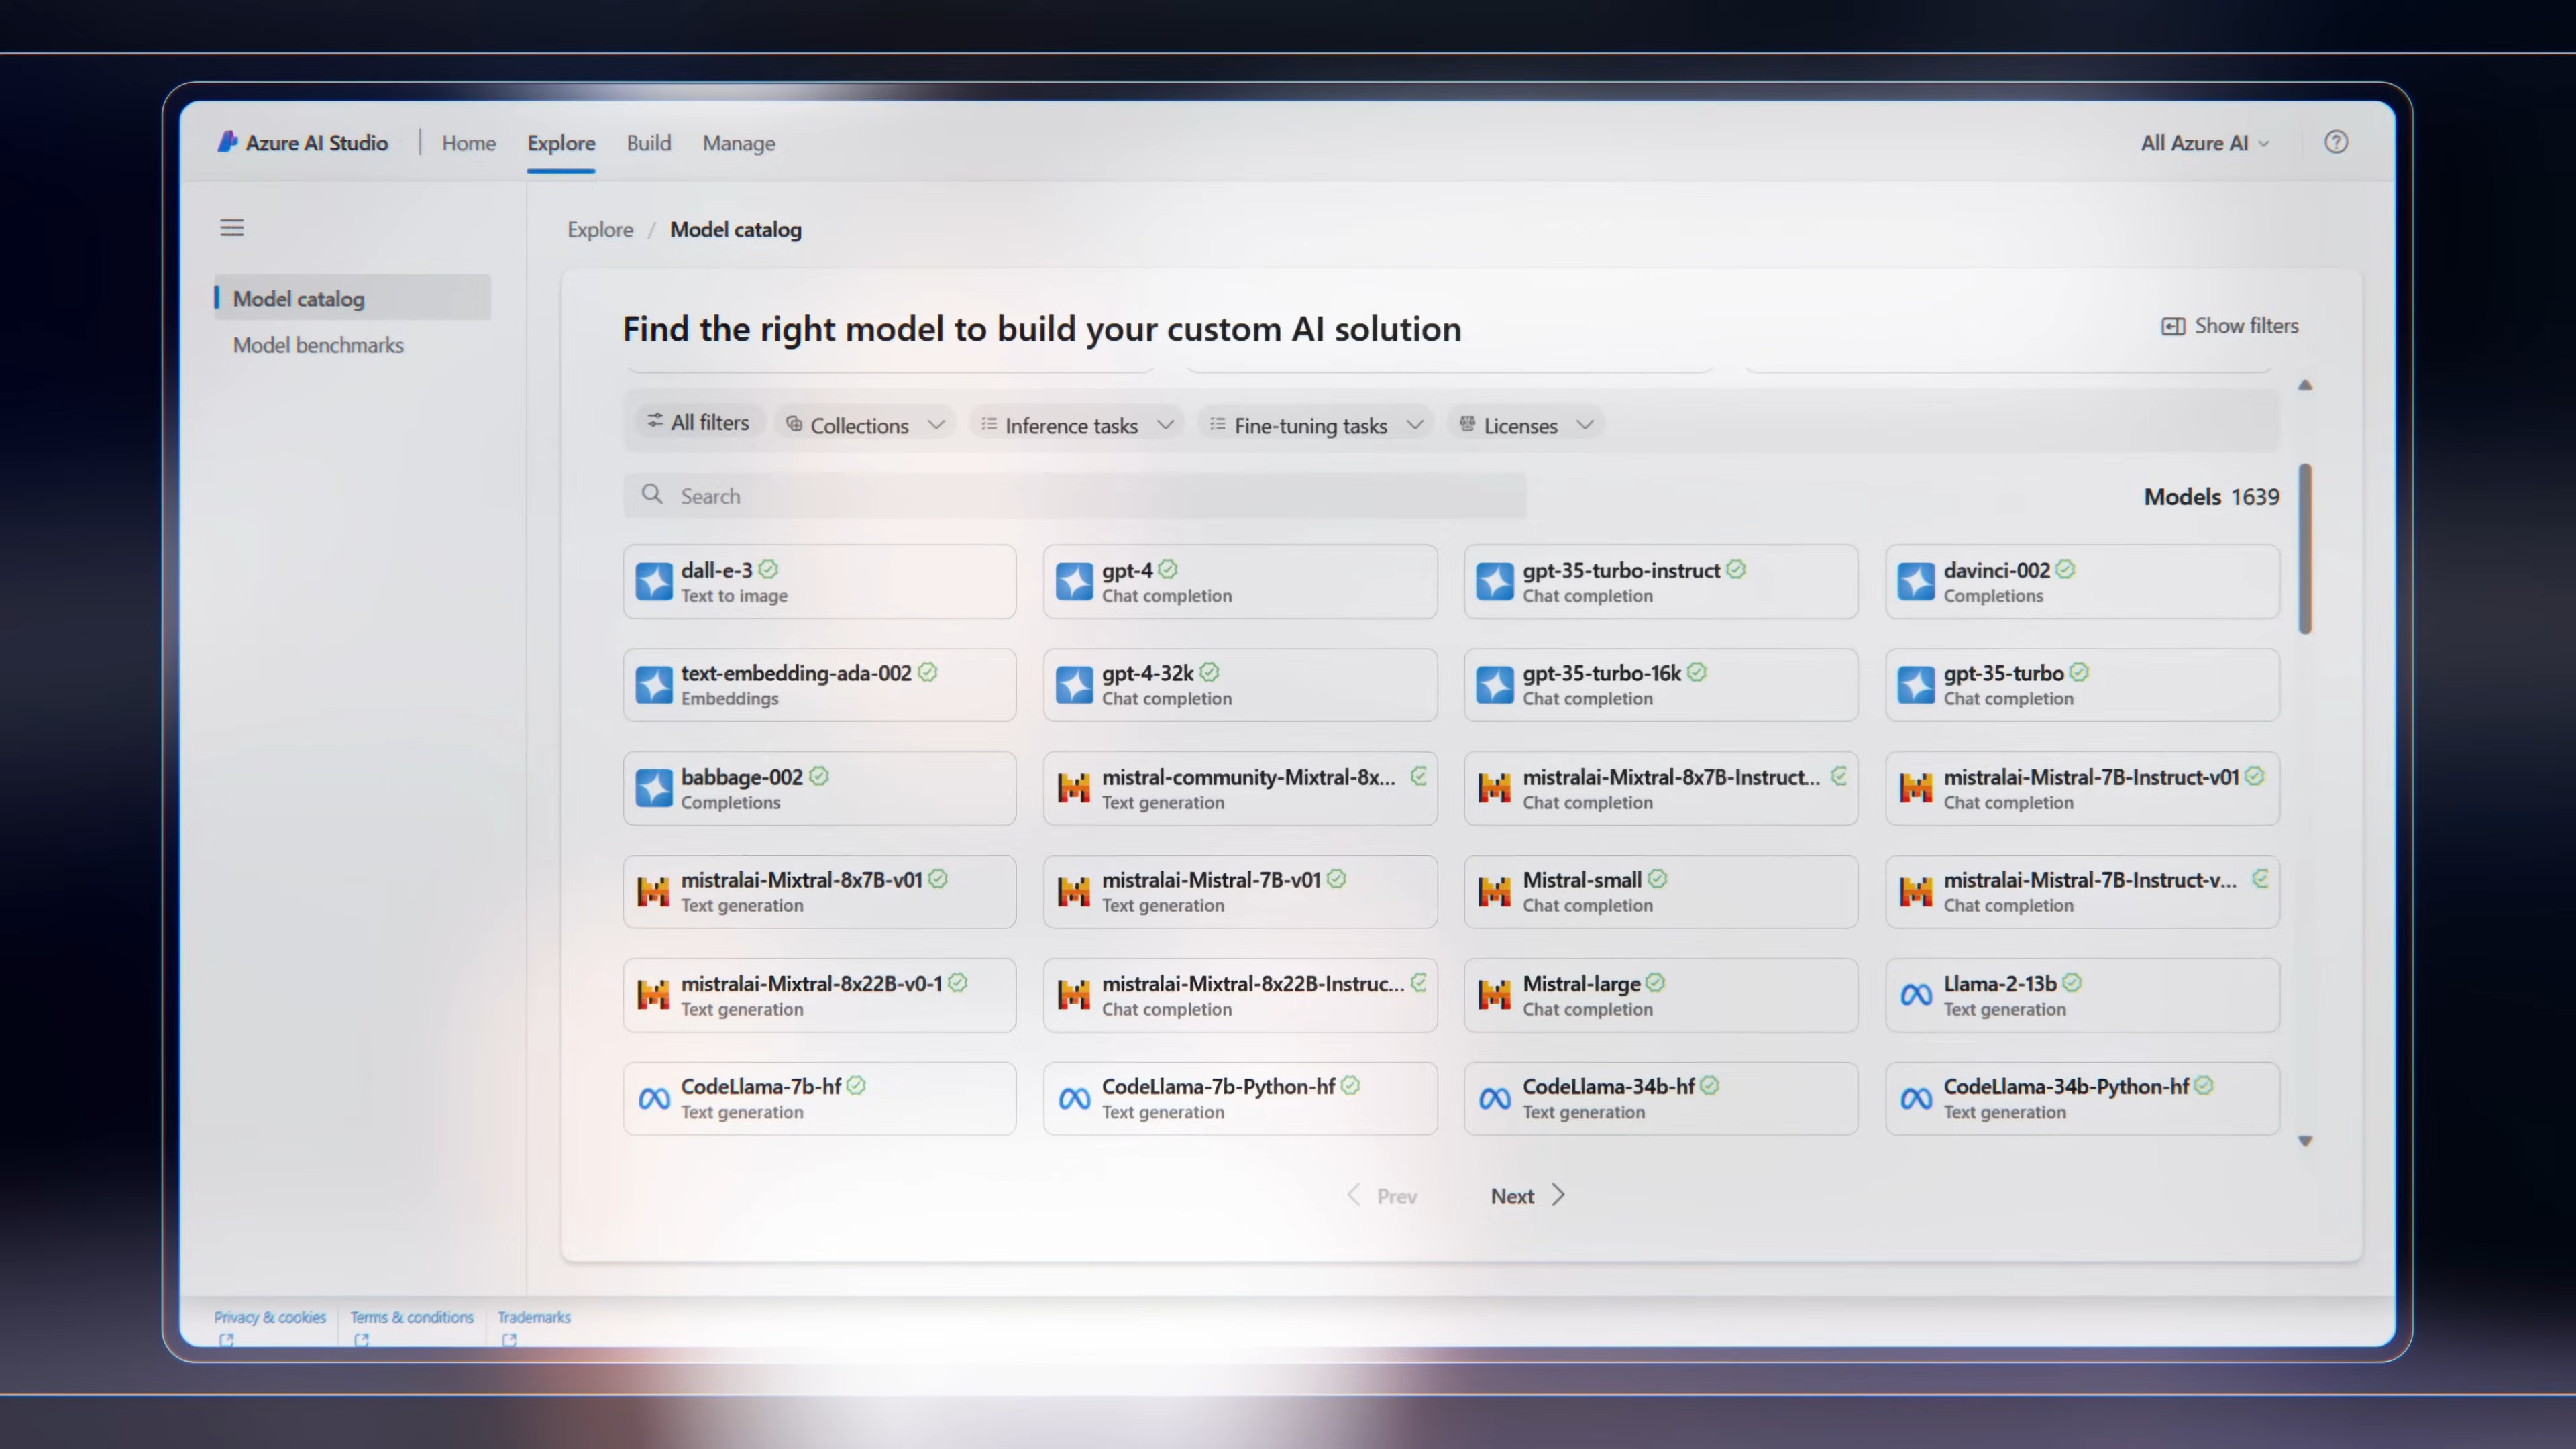 Azure AI Studio | Home Explore Build Manage All Azure AI
Explore / Model catalog
Model catalog
Model benchmarks
Find the right model to build your custom AI solution
Show filters
All filters Collections Inference tasks Fine-tuning tasks Licenses
Search
Models 1639
dall-e-3
Text to image
gpt-4
Chat completion
gpt-35-turbo-instruct
Chat completion
davinci-002
Completions
text-embedding-ada-002
Embeddings
gpt-4-32k
Chat completion
gpt-35-turbo-16k
Chat completion
gpt-35-turbo
Chat completion
babbage-002
Completions
mistral-community-Mixtral-8x...
Text generation
mistralai-Mixtral-8x7B-Instruct...
Chat completion
mistralai-Mistral-7B-Instruct-v01
Chat completion
mistralai-Mixtral-8x7B-v01
Text generation
mistralai-Mistral-7B-v01
Text generation
Mistral-small
Chat completion
mistralai-Mistral-7B-Instruct-v...
Chat completion
mistralai-Mixtral-8x22B-v0-1
Text generation
mistralai-Mixtral-8x22B-Instruc...
Chat completion
Mistral-large
Chat completion
Llama-2-13b
Text generation
CodeLlama-7b-hf
Text generation
CodeLlama-7b-Python-hf
Text generation
CodeLlama-34b-hf
Text generation
CodeLlama-34b-Python-hf
Text generation
Prev Next
Privacy & cookies Terms & conditions Trademarks